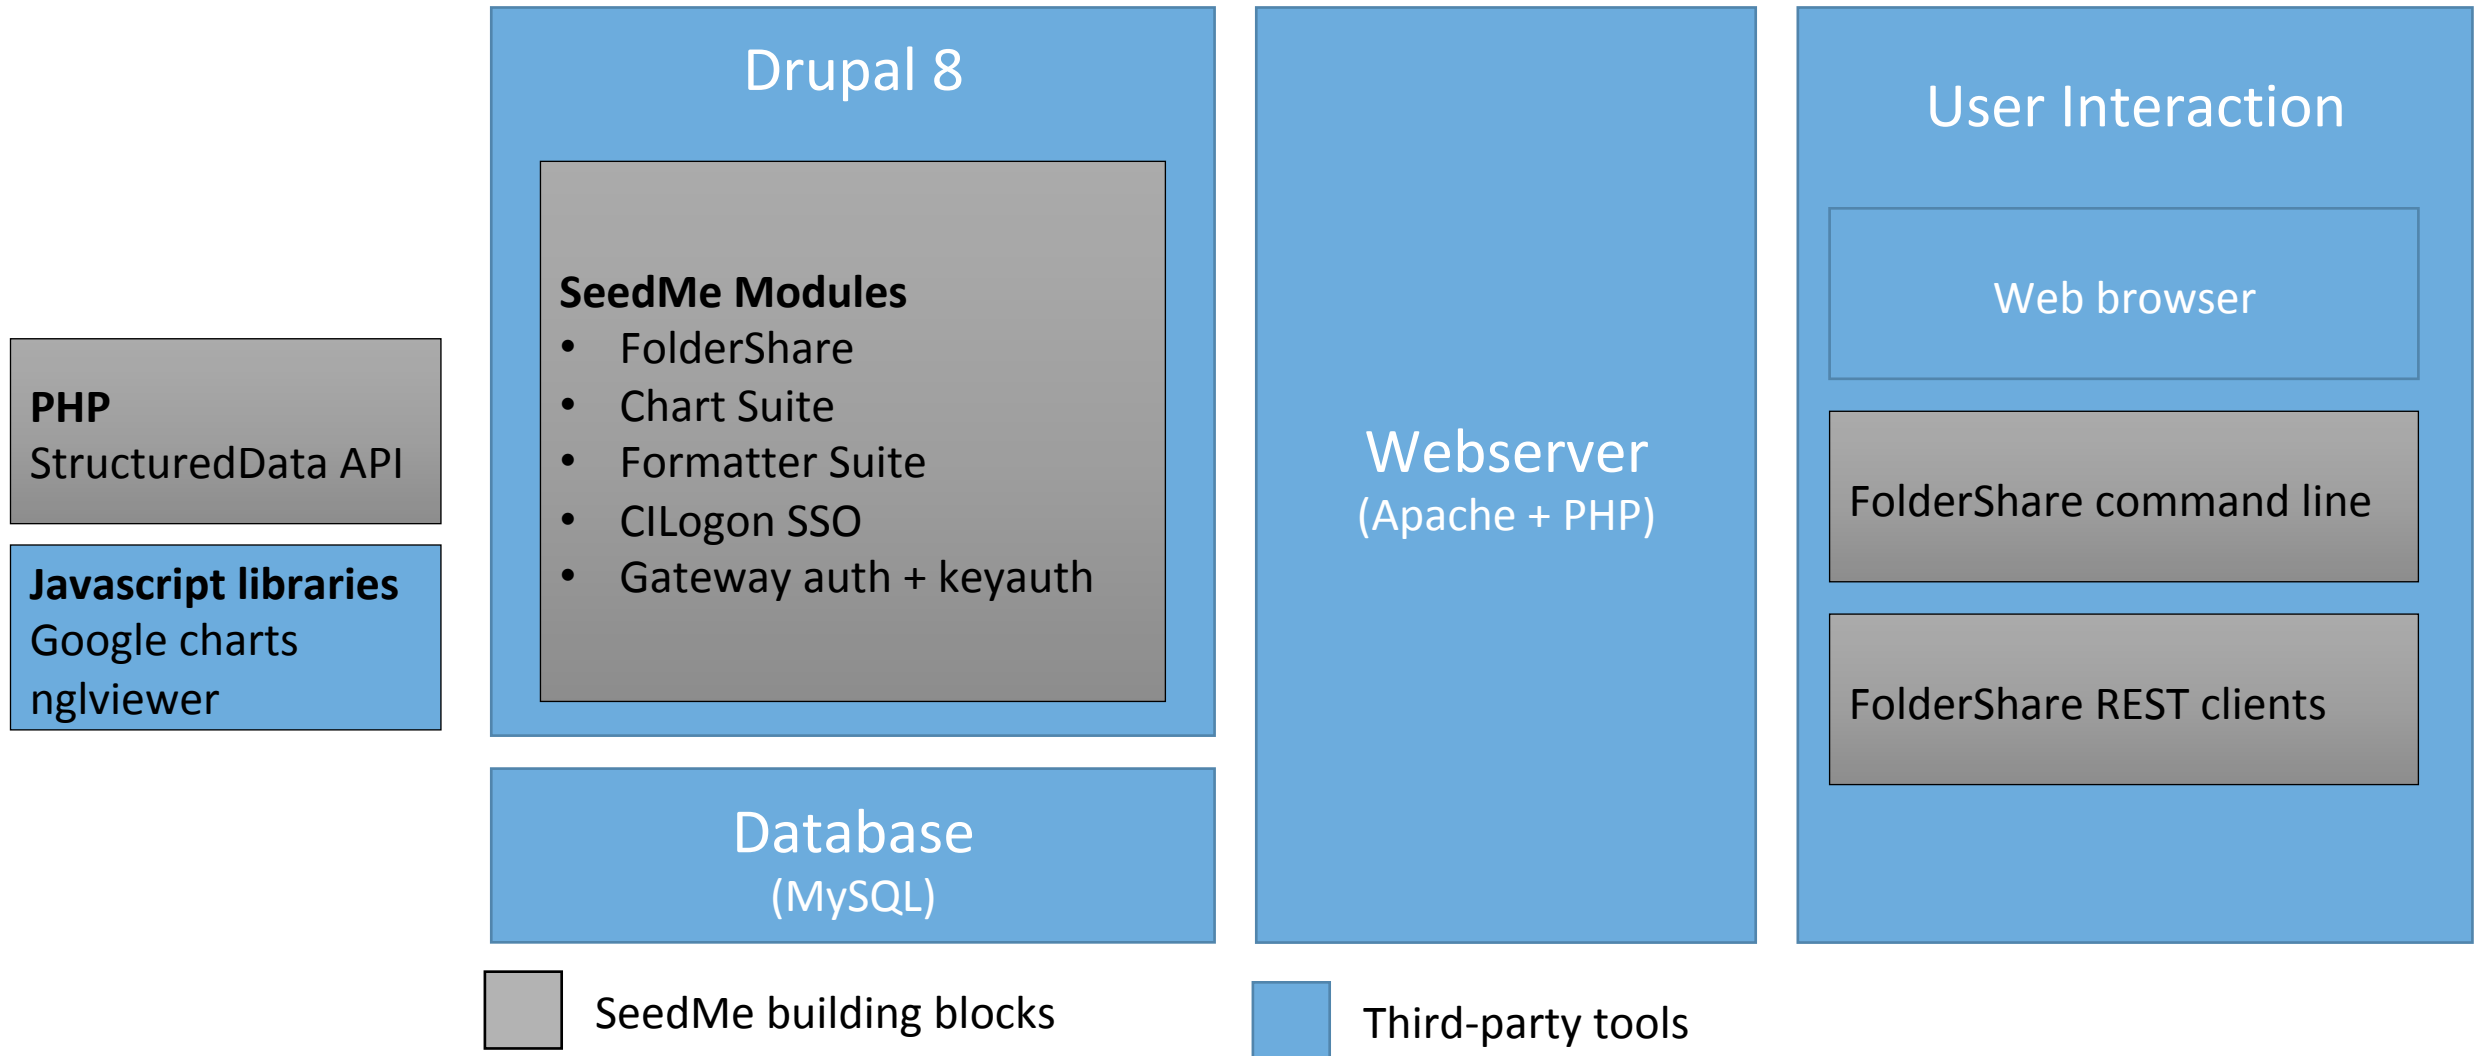 PHP
StructuredData API
Javascript libraries
Google charts
nglviewer
Drupal 8
SeedMe Modules
• FolderShare
• Chart Suite
• Formatter Suite
• CILogon SSO
• Gateway auth + keyauth
Database
(MySQL)
Webserver
(Apache + PHP)
User Interaction
Web browser
FolderShare command line
FolderShare REST clients
SeedMe building blocks
Third-party tools